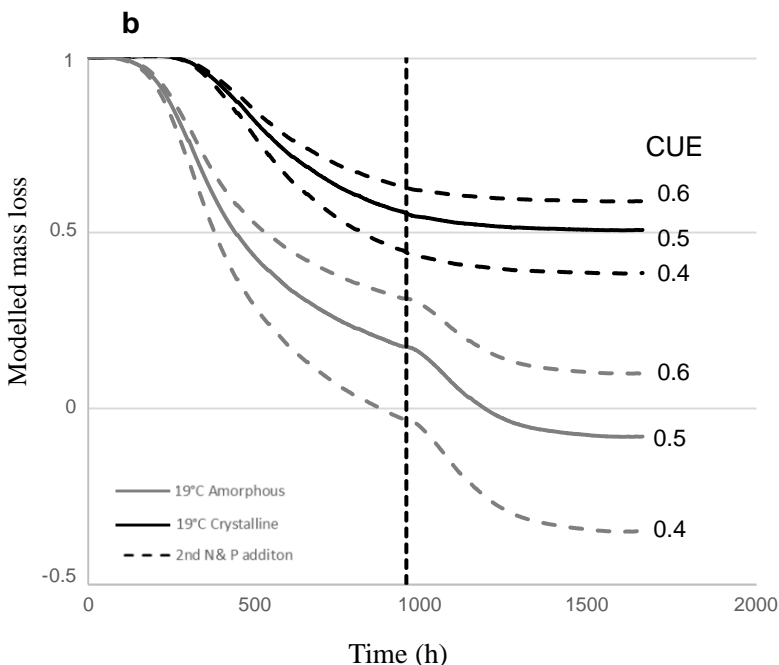 b
1
0.5
0
-0.5
Modelled mass loss
CUE
0.6
0.5
0.4
0.6
0.5
0.4
19°C Amorphous
19°C Crystalline
2nd N& P additon
0
500
1000
1500
2000
Time (h)